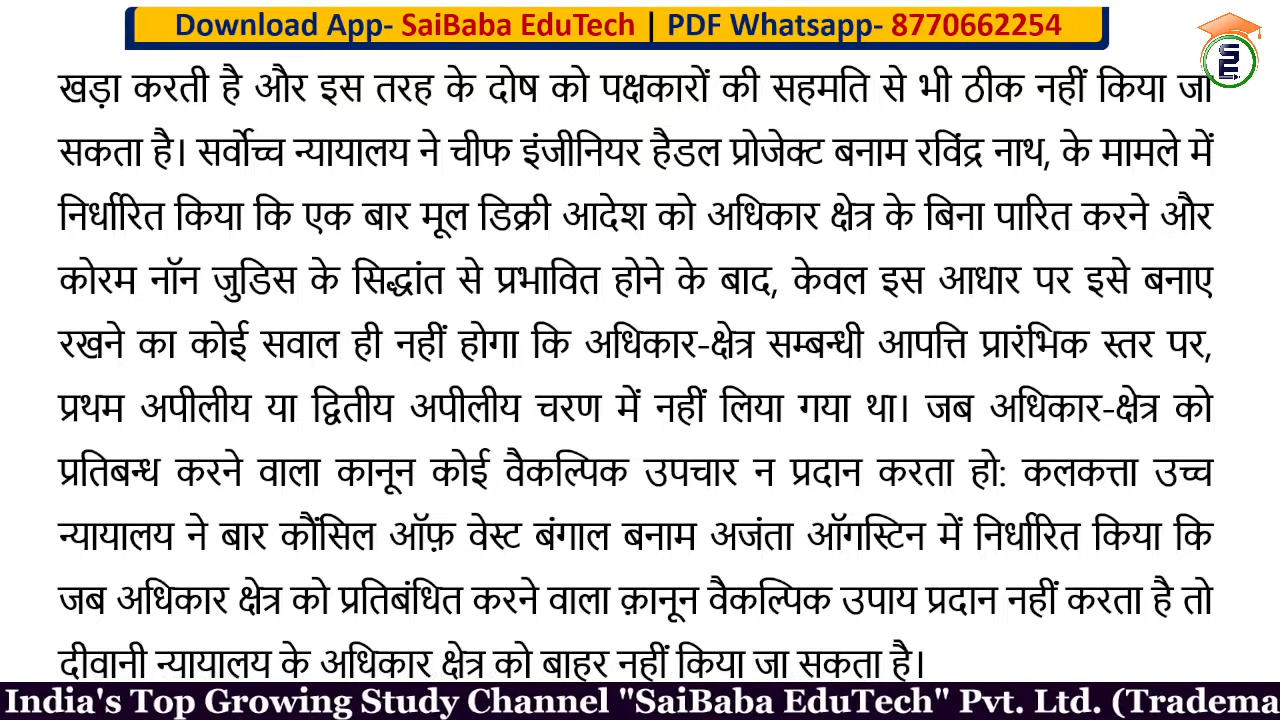 Download App- SaiBaba EduTech | PDF Whatsapp- 8770662254
खड़ा करती है और इस तरह के दोष को पक्षकारों की सहमति से भी ठीक नहीं किया जा
सकता है। सर्वोच्च न्यायालय ने चीफ इंजीनियर हैडल प्रोजेक्ट बनाम रविंद्र नाथ, के मामले में
निर्धारित किया कि एक बार मूल डिक्री आदेश को अधिकार क्षेत्र के बिना पारित करने और
कोरम नॉन जुडिस के सिद्धांत से प्रभावित होने के बाद, केवल इस आधार पर इसे बनाए
रखने का कोई सवाल ही नहीं होगा कि अधिकार-क्षेत्र सम्बन्धी आपत्ति प्रारंभिक स्तर पर,
प्रथम अपीलीय या द्वितीय अपीलीय चरण में नहीं लिया गया था। जब अधिकार-क्षेत्र को
प्रतिबन्ध करने वाला कानून कोई वैकल्पिक उपचार न प्रदान करता हो: कलकत्ता उच्च
न्यायालय ने बार कौंसिल ऑफ़ वेस्ट बंगाल बनाम अजंता ऑगस्टिन में निर्धारित किया कि
जब अधिकार क्षेत्र को प्रतिबंधित करने वाला क़ानून वैकल्पिक उपाय प्रदान नहीं करता है तो
दीवानी न्यायालय के अधिकार क्षेत्र को बाहर नहीं किया जा सकता है।
India's Top Growing Study Channel "SaiBaba EduTech" Pvt. Ltd. (Tradema